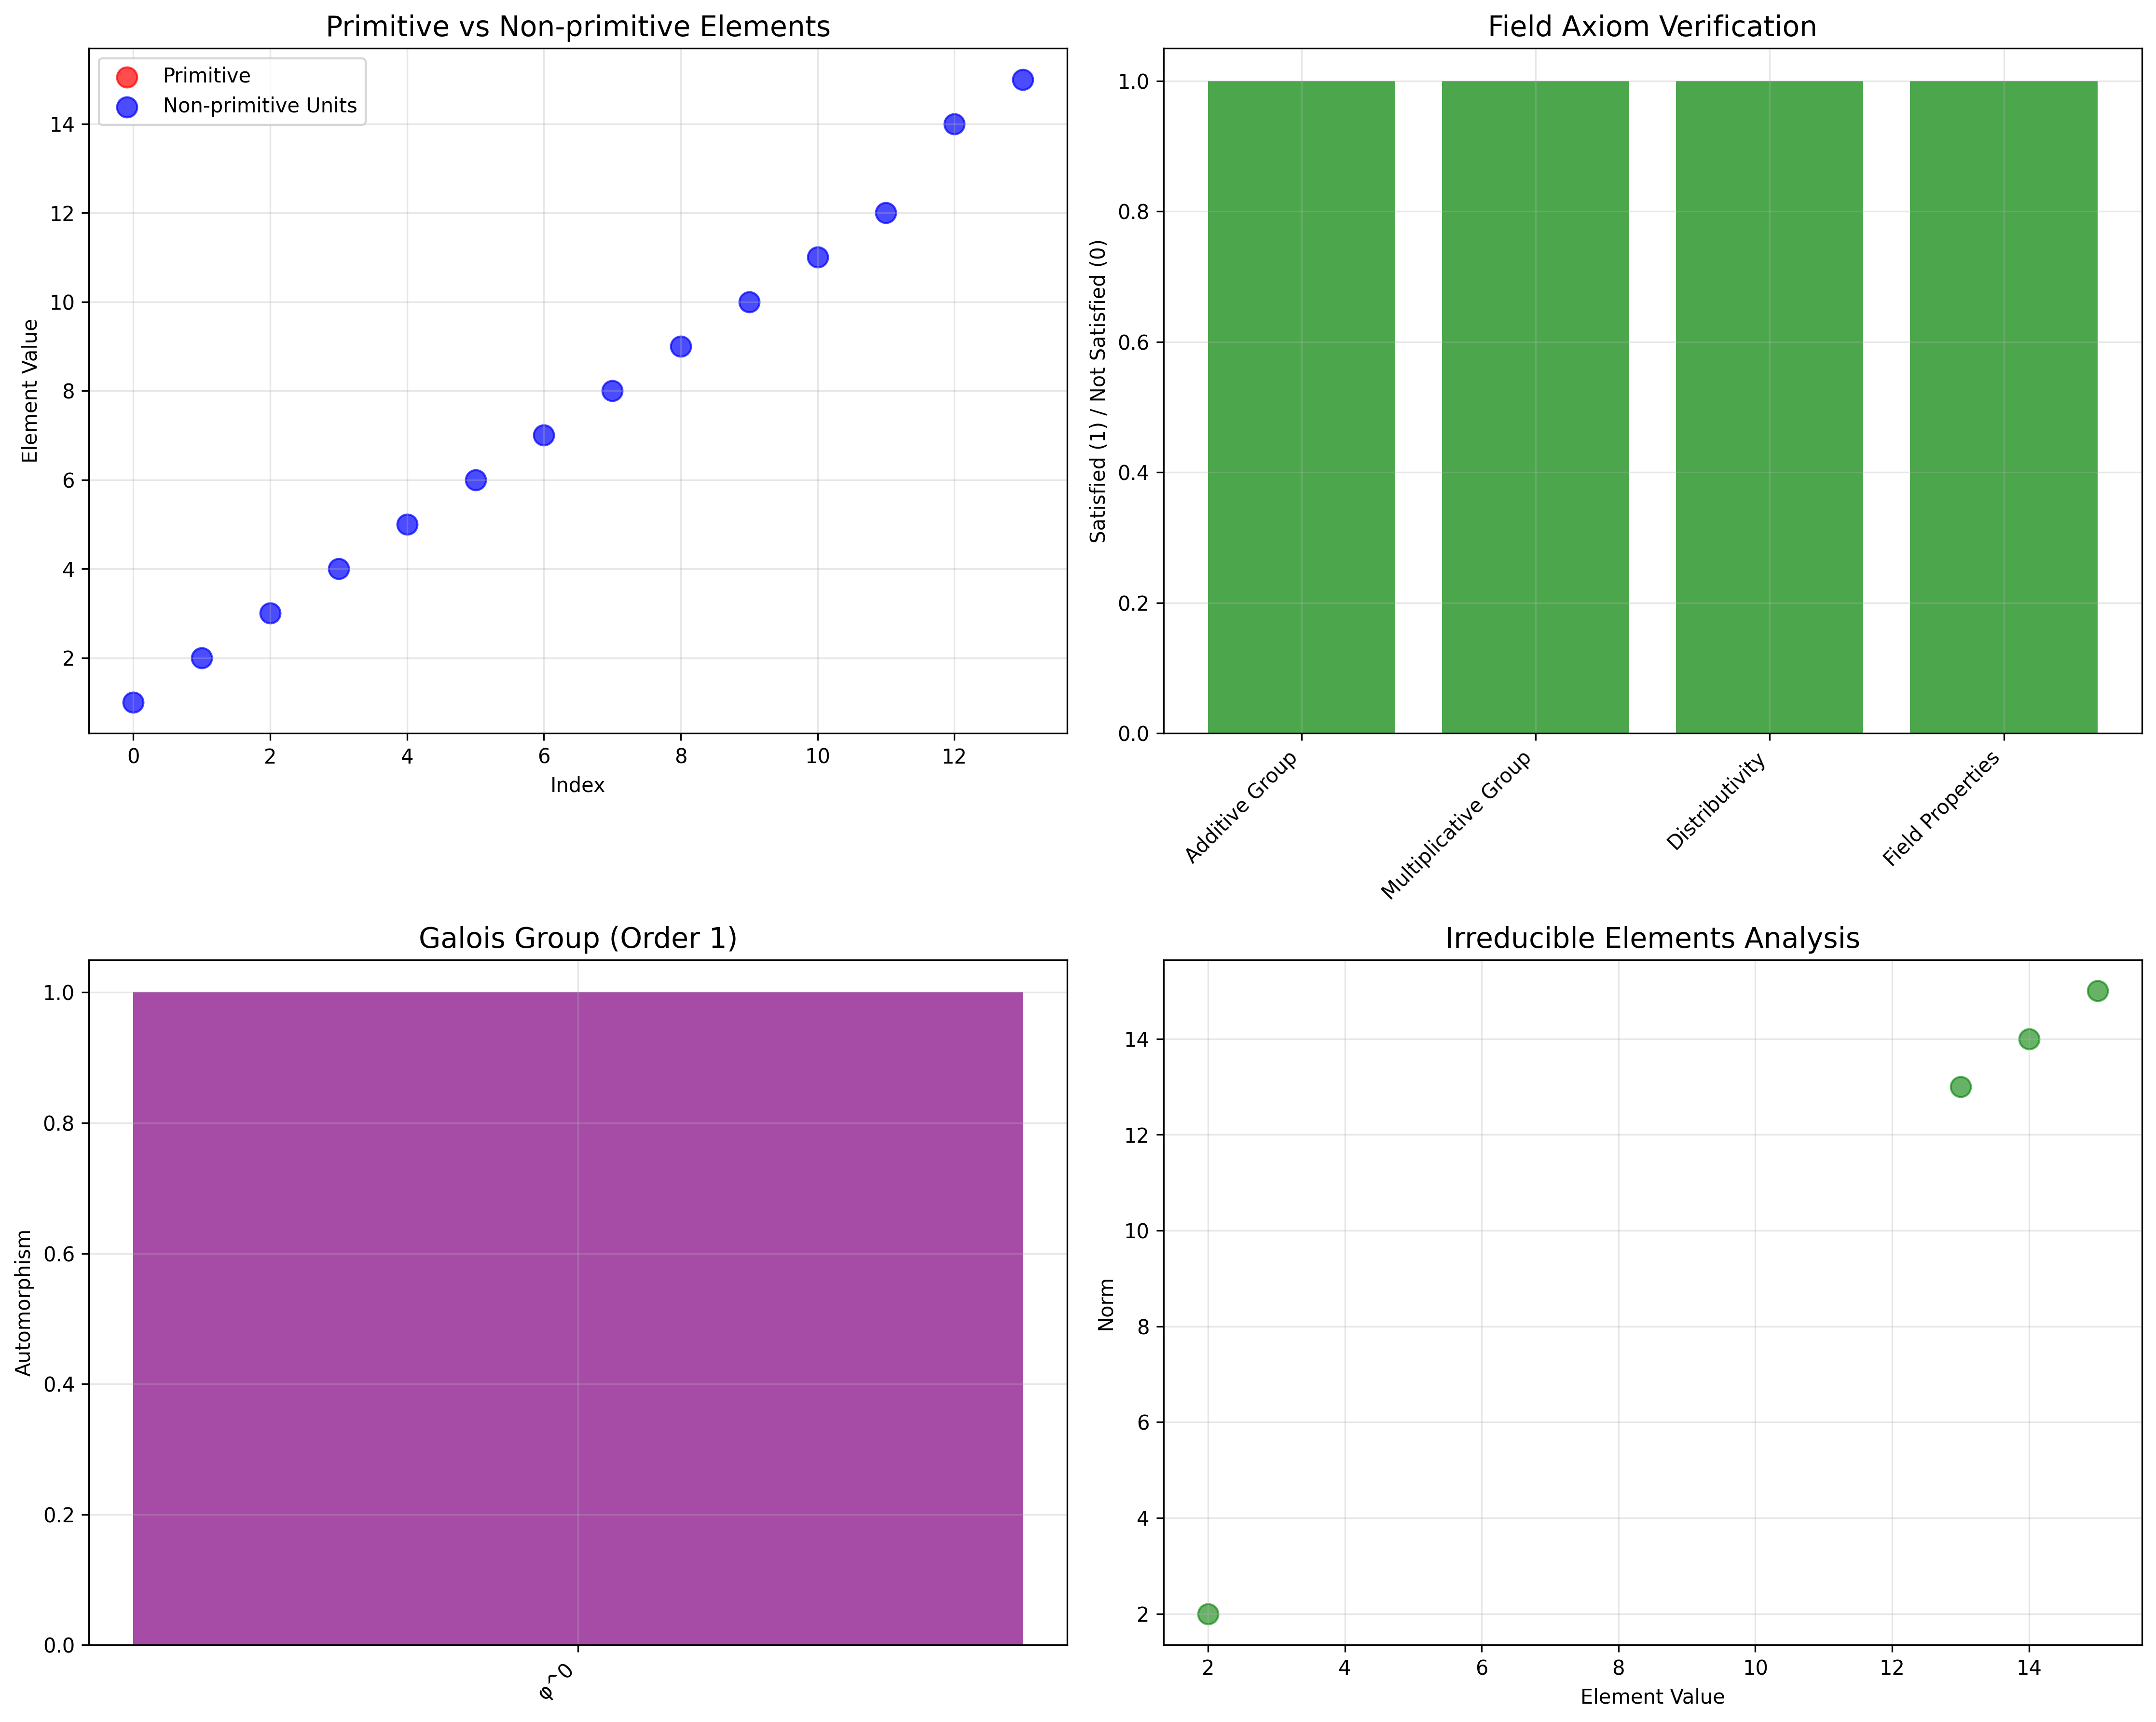 Primitive vs Non-primitive Elements
Primitive
Non-primitive Units
14
12
10
8
6
4
2
Element Value
0 2 4 6 8 10 12
Index
Field Axiom Verification
1.0
0.8
0.6
0.4
0.2
0.0
Satisfied (1) / Not Satisfied (0)
Additive Group
Multiplicative Group
Distributivity
Field Properties
Galois Group (Order 1)
1.0
0.8
0.6
0.4
0.2
0.0
Automorphism
φ^0
Irreducible Elements Analysis
14
12
10
8
6
4
2
Norm
2 4 6 8 10 12 14
Element Value